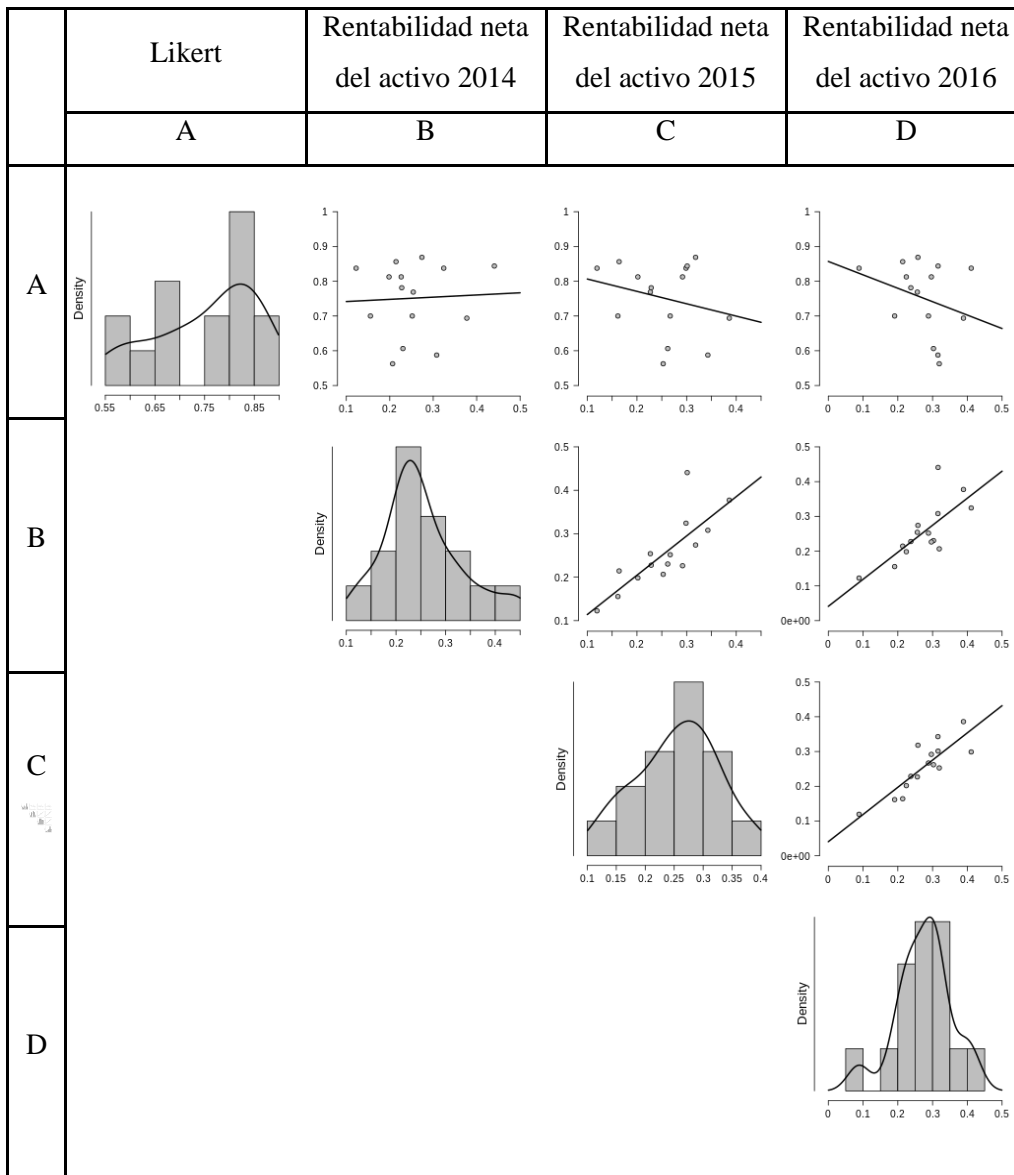 Likert
Rentabilidad neta
del activo 2014
Rentabilidad neta
del activo 2015
Rentabilidad neta
del activo 2016
A
B
C
D
A
Density
0.55 0.65 0.75 0.85
1
0.9
0.8
0.7
0.6
0.5
0.1 0.2 0.3 0.4 0.5
1
0.9
0.8
0.7
0.6
0.5
0.1 0.2 0.3 0.4
1
0.9
0.8
0.7
0.6
0.5
0 0.1 0.2 0.3 0.4 0.5
B
Density
0.1 0.2 0.3 0.4
0.5
0.4
0.3
0.2
0.1
0.1 0.2 0.3 0.4
0.5
0.4
0.3
0.2
0.1
0e+00
0 0.1 0.2 0.3 0.4 0.5
C
Density
0.1 0.15 0.2 0.25 0.3 0.35 0.4
0.5
0.4
0.3
0.2
0.1
0e+00
0 0.1 0.2 0.3 0.4 0.5
D
Density
0 0.1 0.2 0.3 0.4 0.5